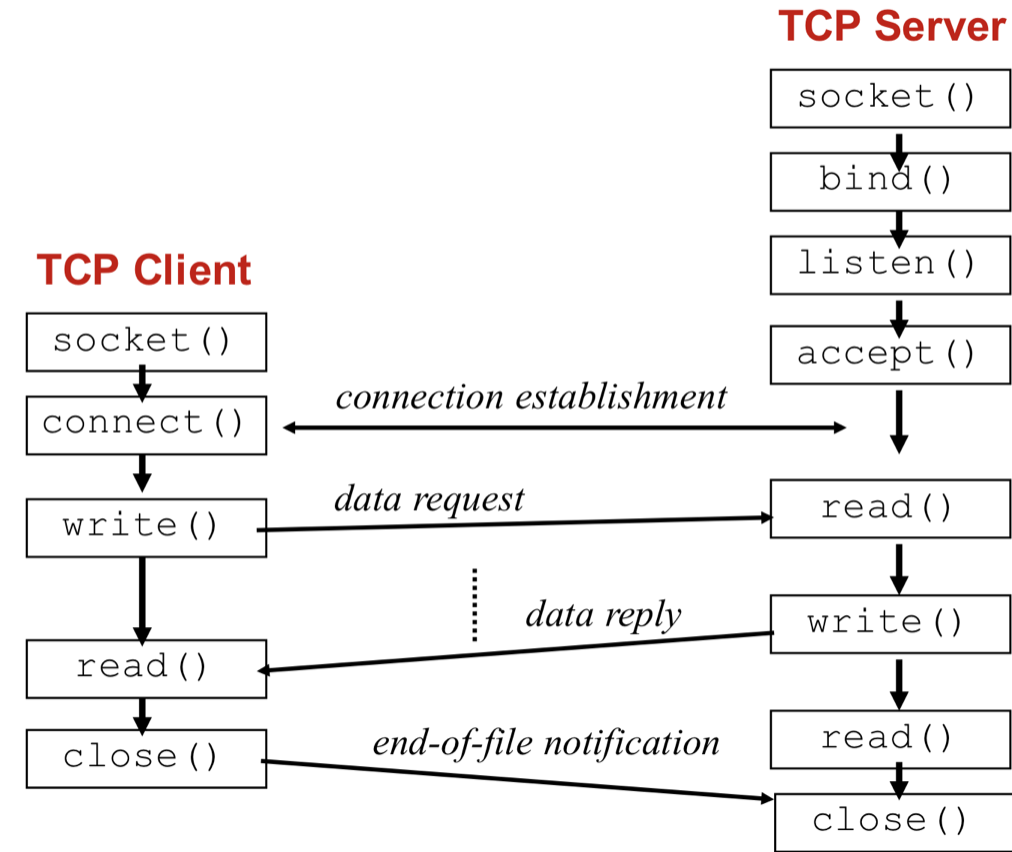 TCP Server
socket()
bind()
listen()
TCP Client
socket()
accept()
connection establishment
connect()
data request
write()
read()
data reply
write()
read()
read()
end-of-file notification
close()
close()